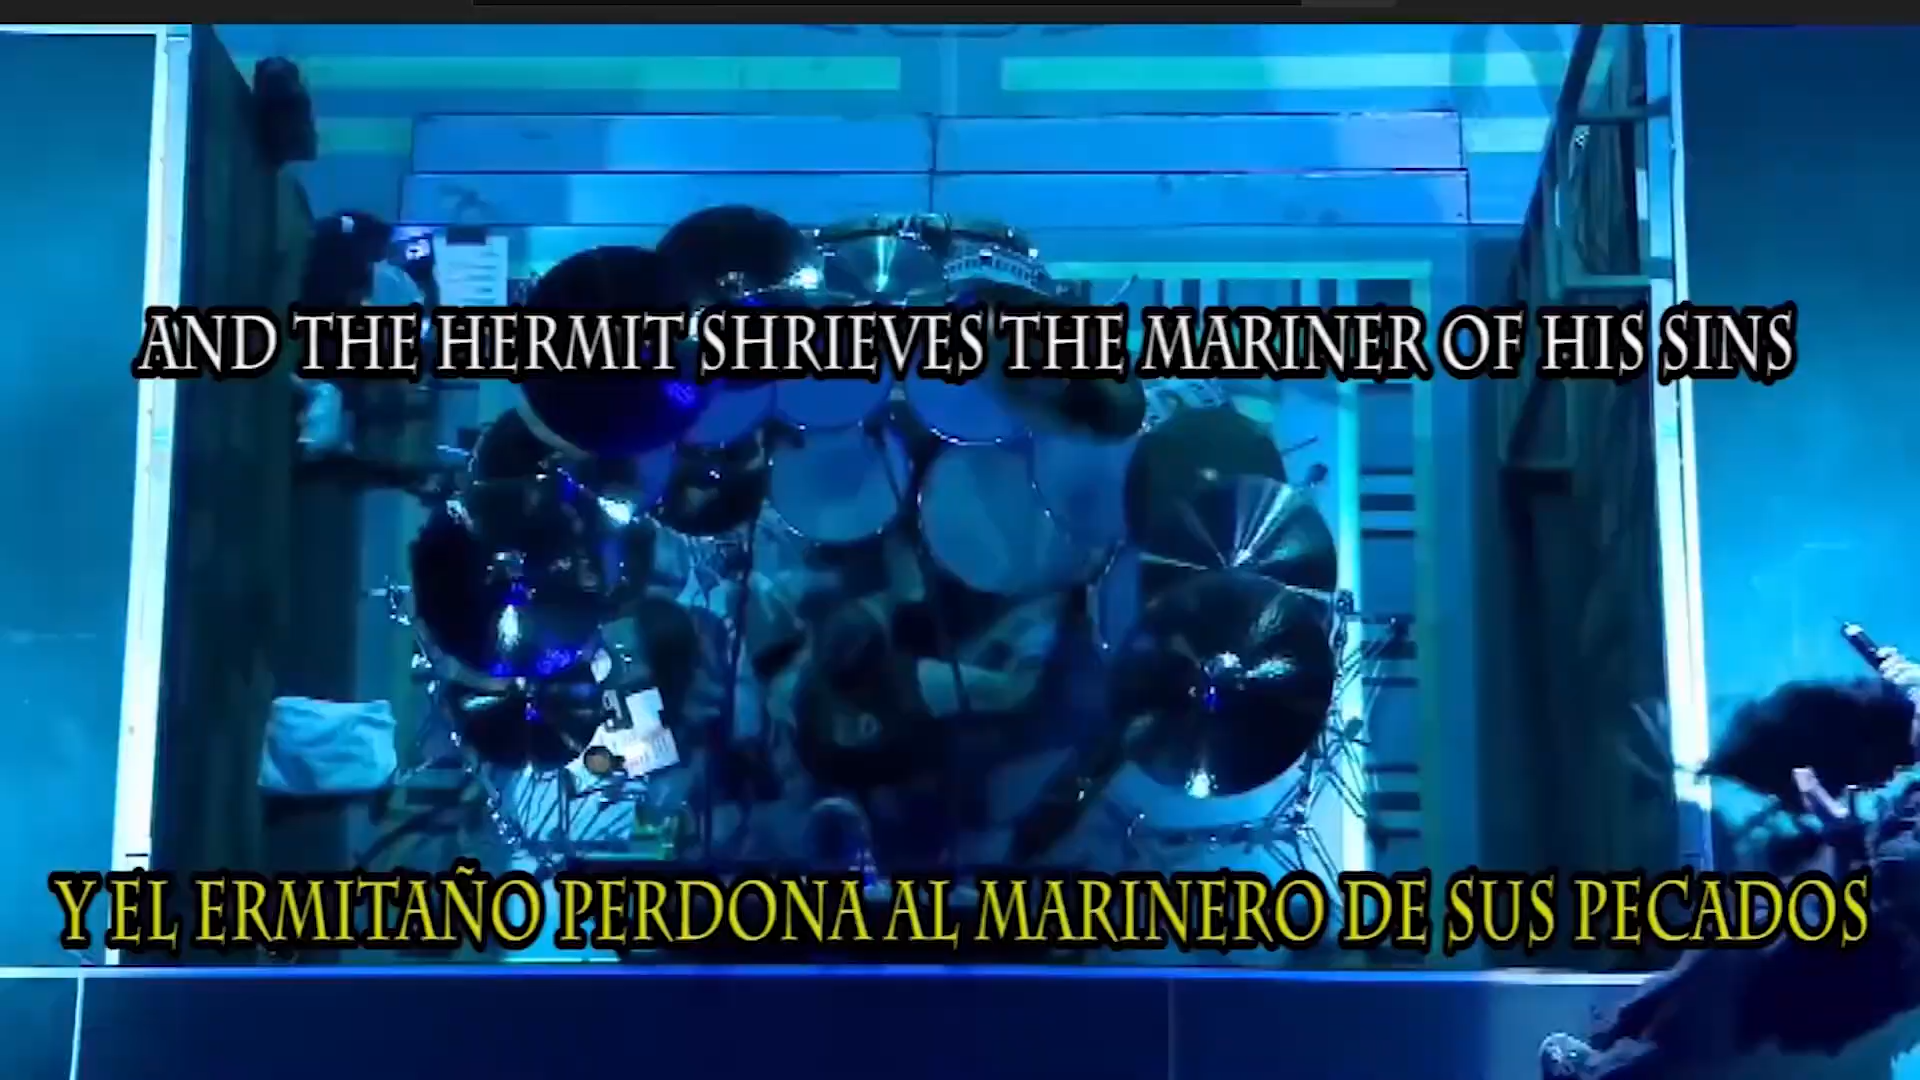 AND THE HERMIT SHRIEVES THE MARINER OF HIS SINS
Y EL ERMITAÑO PERDONA AL MARINERO DE SUS PECADOS